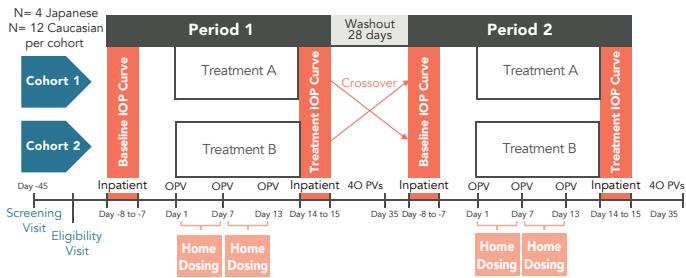 N= 4 Japanese
N= 12 Caucasian
per cohort
Period 1
Washout
28 days
Period 2
Cohort 1
Cohort 2
Baseline IOP Curve
Treatment A
Treatment B
Treatment IOP Curve
Crossover
Baseline IOP Curve
Treatment A
Treatment B
Treatment IOP Curve
Day -45
Inpatient
OPV
OPV
OPV
Inpatient
4O PVs
Inpatient
OPV
OPV
OPV
Inpatient
4O PVs
Screening
Visit
Eligibility
Visit
Day -8 to -7
Day 1
Day 7
Day 13
Day 14 to 15
Day 35
Day -8 to -7
Day 1
Day 7
Day 13
Day 14 to 15
Day 35
Home
Dosing
Home
Dosing
Home
Dosing
Home
Dosing